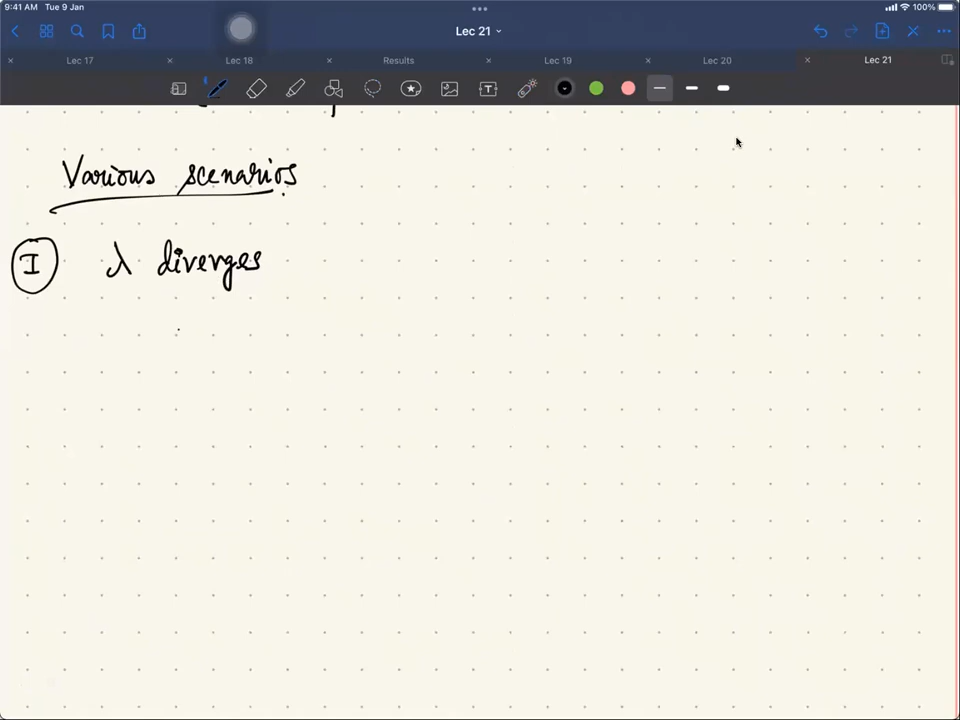 9:41 AM Tue 9 Jan 100%
Lec 21
Lec 17 Lec 18 Results Lec 19 Lec 20 Lec 21
T
Various scenarios
I λ diverges